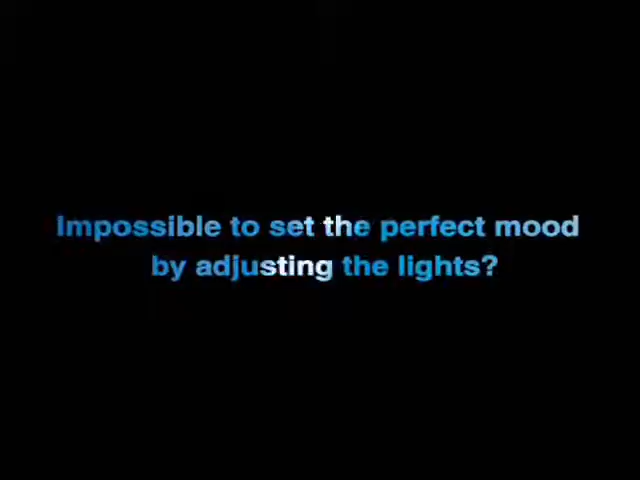 Impossible to set the perfect mood
by adjusting the lights?